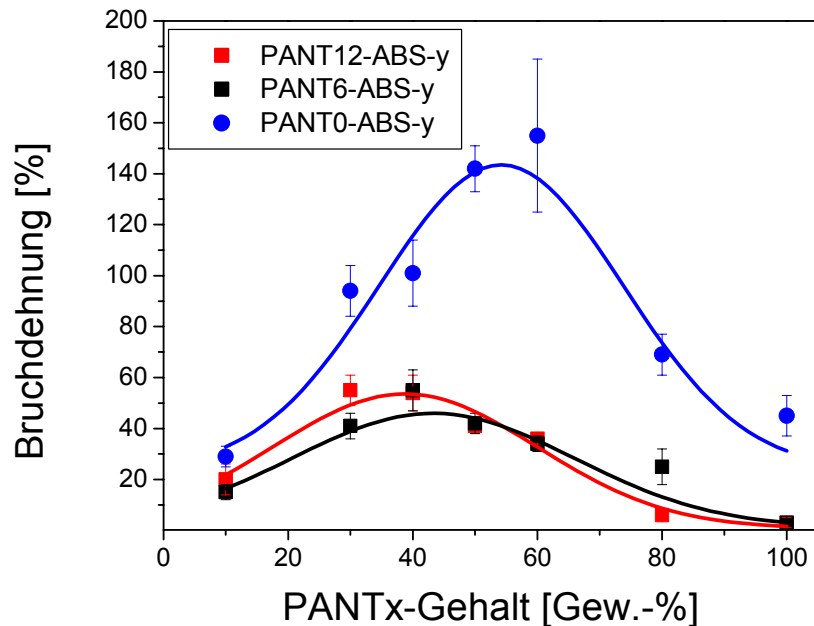 200
180
160
140
120
100
80
60
40
20
Bruchdehnung [%]
PANT12-ABS-y
PANT6-ABS-y
PANT0-ABS-y
0 20 40 60 80 100
PANTx-Gehalt [Gew.-%]